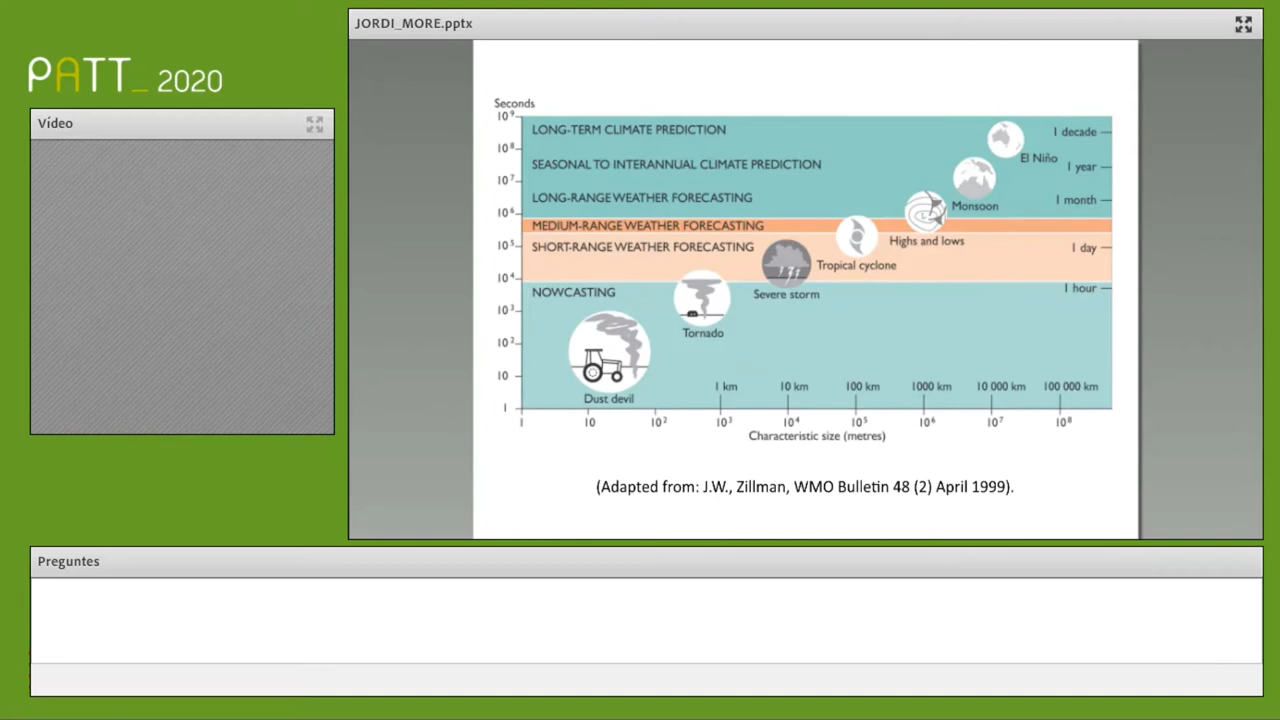 PATT_ 2020
Vídeo
JORDI_MORE.pptx
Seconds
10⁹
LONG-TERM CLIMATE PREDICTION
1 decade
10⁸
El Niño
SEASONAL TO INTERANNUAL CLIMATE PREDICTION
1 year
10⁷
LONG-RANGE WEATHER FORECASTING
Monsoon
1 month
10⁶
MEDIUM-RANGE WEATHER FORECASTING
Highs and lows
10⁵
SHORT-RANGE WEATHER FORECASTING
1 day
Tropical cyclone
10⁴
NOWCASTING
Severe storm
1 hour
10³
Tornado
10²
10
1 km 10 km 100 km 1000 km 10 000 km 100 000 km
Dust devil
1
1 10 10² 10³ 10⁴ 10⁵ 10⁶ 10⁷ 10⁸
Characteristic size (metres)
(Adapted from: J.W., Zillman, WMO Bulletin 48 (2) April 1999).
Preguntes